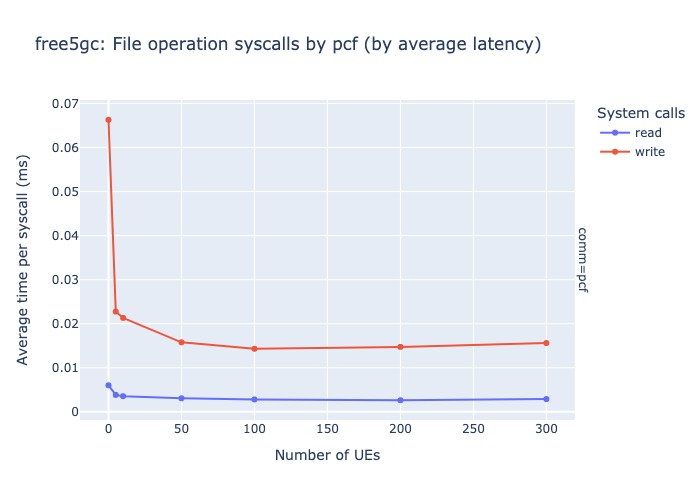 free5gc: File operation syscalls by pcf (by average latency)
System calls
read
write
Average time per syscall (ms)
0.07
0.06
0.05
0.04
0.03
0.02
0.01
0
comm=pcf
0 50 100 150 200 250 300
Number of UEs